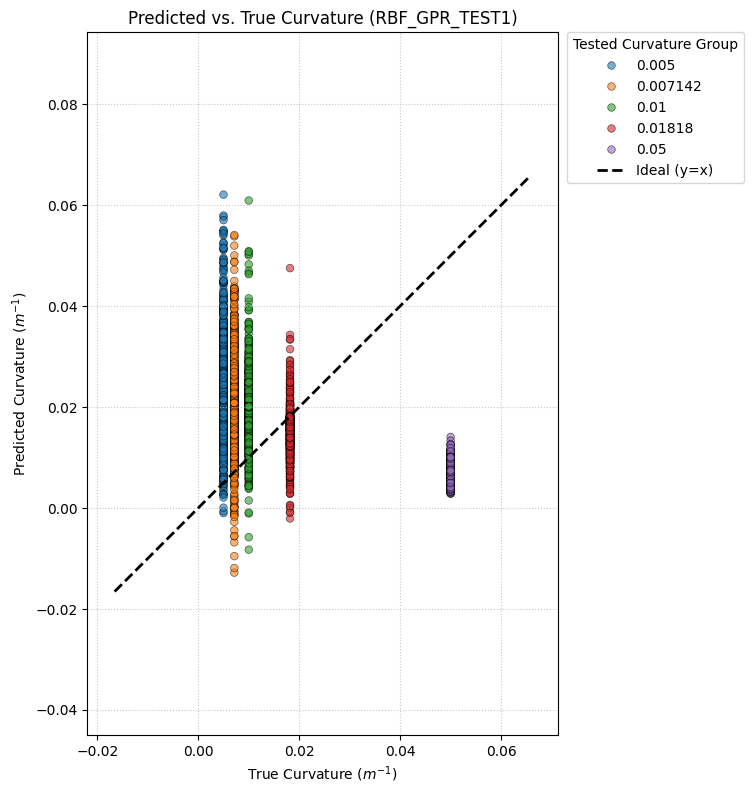 Predicted vs. True Curvature (RBF_GPR_TEST1)
Tested Curvature Group
0.005
0.007142
0.01
0.01818
0.05
Ideal (y=x)
Predicted Curvature ($m^{-1}$)
0.08
0.06
0.04
0.02
0.00
−0.02
−0.04
−0.02 0.00 0.02 0.04 0.06
True Curvature ($m^{-1}$)